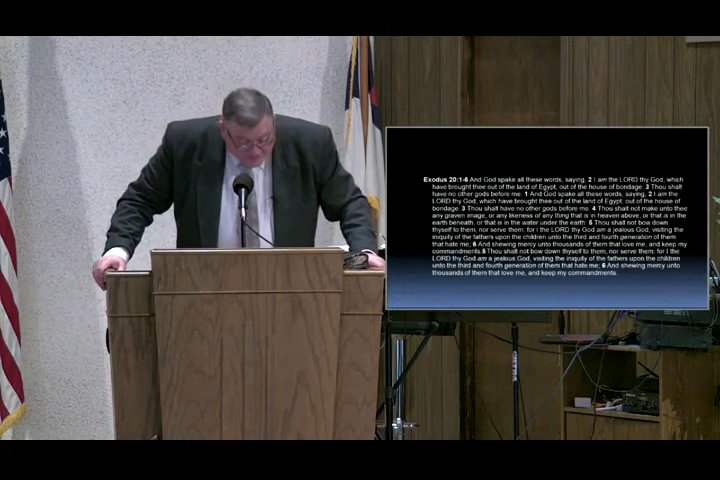 Exodus 20:1-6 And God spake all these words, saying, 2 I am the LORD thy God, which
have brought thee out of the land of Egypt, out of the house of bondage. 3 Thou shalt
have no other gods before me. 1 And God spake all these words, saying, 2 I am the
LORD thy God, which have brought thee out of the land of Egypt, out of the house of
bondage. 3 Thou shalt have no other gods before me. 4 Thou shalt not make unto thee
any graven image, or any likeness of any thing that is in heaven above, or that is in the
earth beneath, or that is in the water under the earth: 5 Thou shalt not bow down
thyself to them, nor serve them: for I the LORD thy God am a jealous God, visiting the
iniquity of the fathers upon the children unto the third and fourth generation of them
that hate me; 6 And shewing mercy unto thousands of them that love me, and keep my
commandments.5 Thou shalt not bow down thyself to them, nor serve them: for I the
LORD thy God am a jealous God, visiting the iniquity of the fathers upon the children
unto the third and fourth generation of them that hate me; 6 And shewing mercy unto
thousands of them that love me, and keep my commandments.